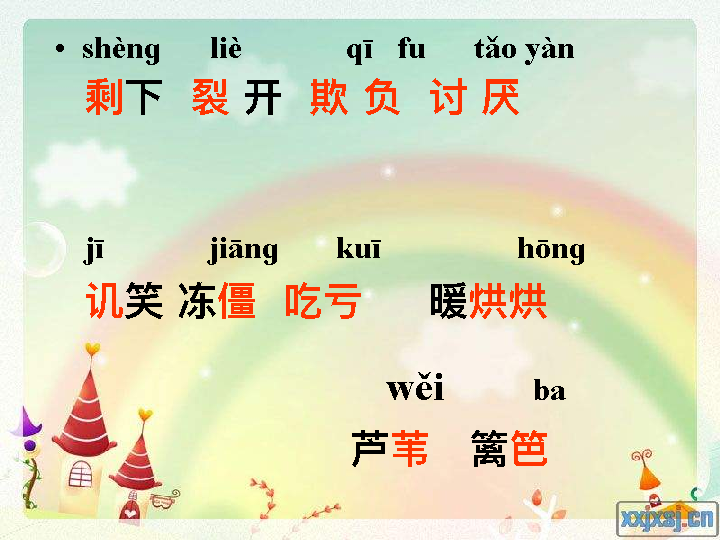 • shèng liè qī fu tǎo yàn
剩下 裂 开 欺 负 讨 厌
jī jiāng kuī hōng
讥笑 冻僵 吃亏 暖烘烘
wěi ba
芦苇 篱笆
xxjxsj.cn